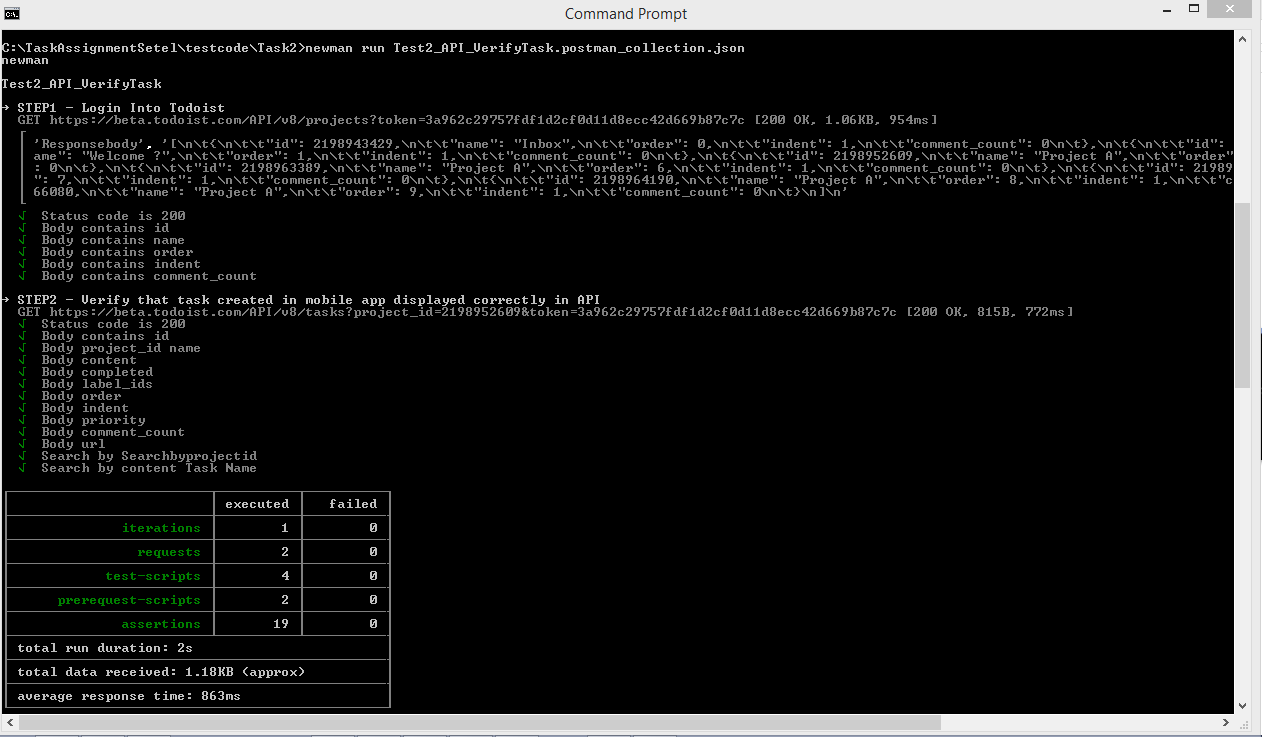 Command Prompt
C:\TaskAssignmentSetel\testcode\Task2>newman run Test2_API_VerifyTask.postman_collection.json
newman
Test2_API_VerifyTask
→ STEP1 - Login Into Todoist
GET https://beta.todoist.com/API/v8/projects?token=3a962c29757fdf1d2cf0d11d8ecc42d669b87c7c [200 OK, 1.06KB, 954ms]
'Responsebody', '[\n\t{\n\t\t"id": 2198943429,\n\t\t"name": "Inbox",\n\t\t"order": 0,\n\t\t"indent": 1,\n\t\t"comment_count": 0\n\t},\n\t{\n\t\t"id":
ame": "Welcome ?",\n\t\t"order": 1,\n\t\t"indent": 1,\n\t\t"comment_count": 0\n\t},\n\t{\n\t\t"id": 2198952609,\n\t\t"name": "Project A",\n\t\t"order"
: 0\n\t},\n\t{\n\t\t"id": 2198963389,\n\t\t"name": "Project A",\n\t\t"order": 6,\n\t\t"indent": 1,\n\t\t"comment_count": 0\n\t},\n\t{\n\t\t"id": 21989
": 7,\n\t\t"indent": 1,\n\t\t"comment_count": 0\n\t},\n\t{\n\t\t"id": 2198964190,\n\t\t"name": "Project A",\n\t\t"order": 8,\n\t\t"indent": 1,\n\t\t"c
66080,\n\t\t"name": "Project A",\n\t\t"order": 9,\n\t\t"indent": 1,\n\t\t"comment_count": 0\n\t}\n]\n'
√ Status code is 200
√ Body contains id
√ Body contains name
√ Body contains order
√ Body contains indent
√ Body contains comment_count
→ STEP2 - Verify that task created in mobile app displayed correctly in API
GET https://beta.todoist.com/API/v8/tasks?project_id=2198952609&token=3a962c29757fdf1d2cf0d11d8ecc42d669b87c7c [200 OK, 815B, 772ms]
√ Status code is 200
√ Body contains id
√ Body project_id name
√ Body content
√ Body completed
√ Body label_ids
√ Body order
√ Body indent
√ Body priority
√ Body comment_count
√ Body url
√ Search by Searchbyprojectid
√ Search by content Task Name
executed failed
iterations 1 0
requests 2 0
test-scripts 4 0
prerequest-scripts 2 0
assertions 19 0
total run duration: 2s
total data received: 1.18KB (approx)
average response time: 863ms